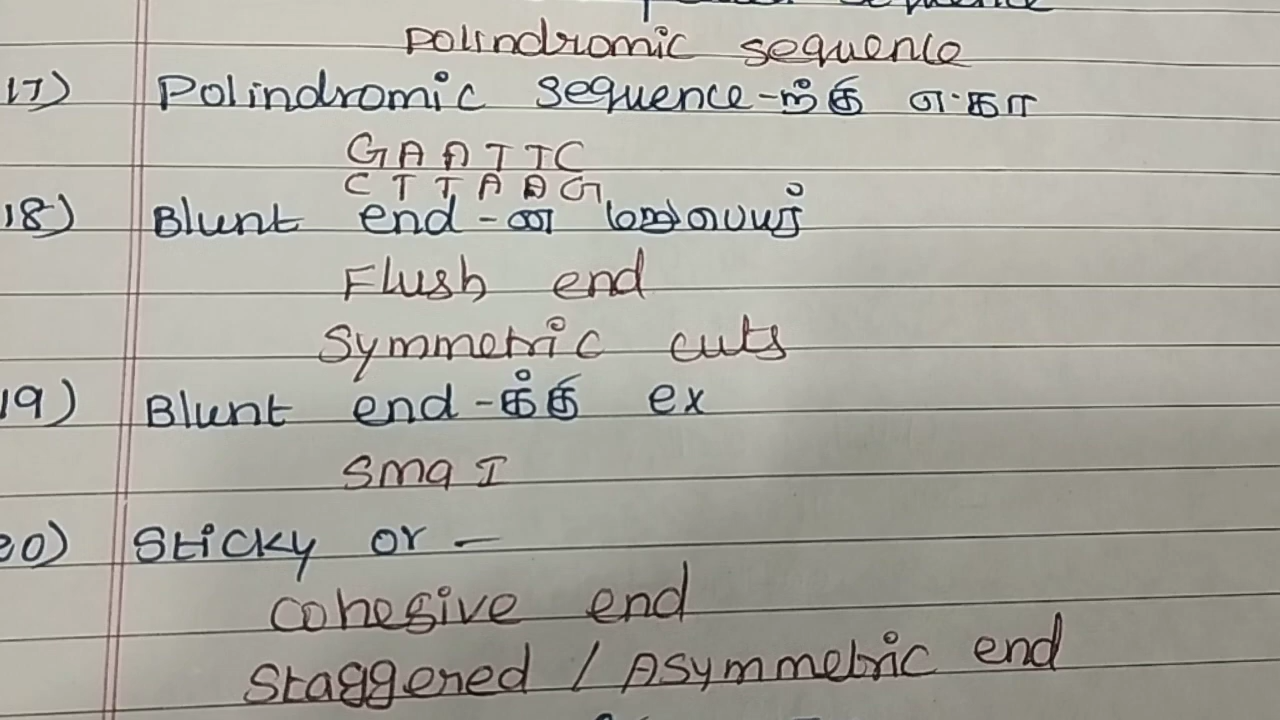 Polindromic sequence
17) Polindromic sequence-ந்கு எ.கா
GAATTC
CTTAAG
18) Blunt end-ன் மறுபெயர்
Flush end
Symmetric cuts
19) Blunt end-க்கு ex
Sma I
20) Sticky or -
Cohesive end
Staggered / Asymmetric end